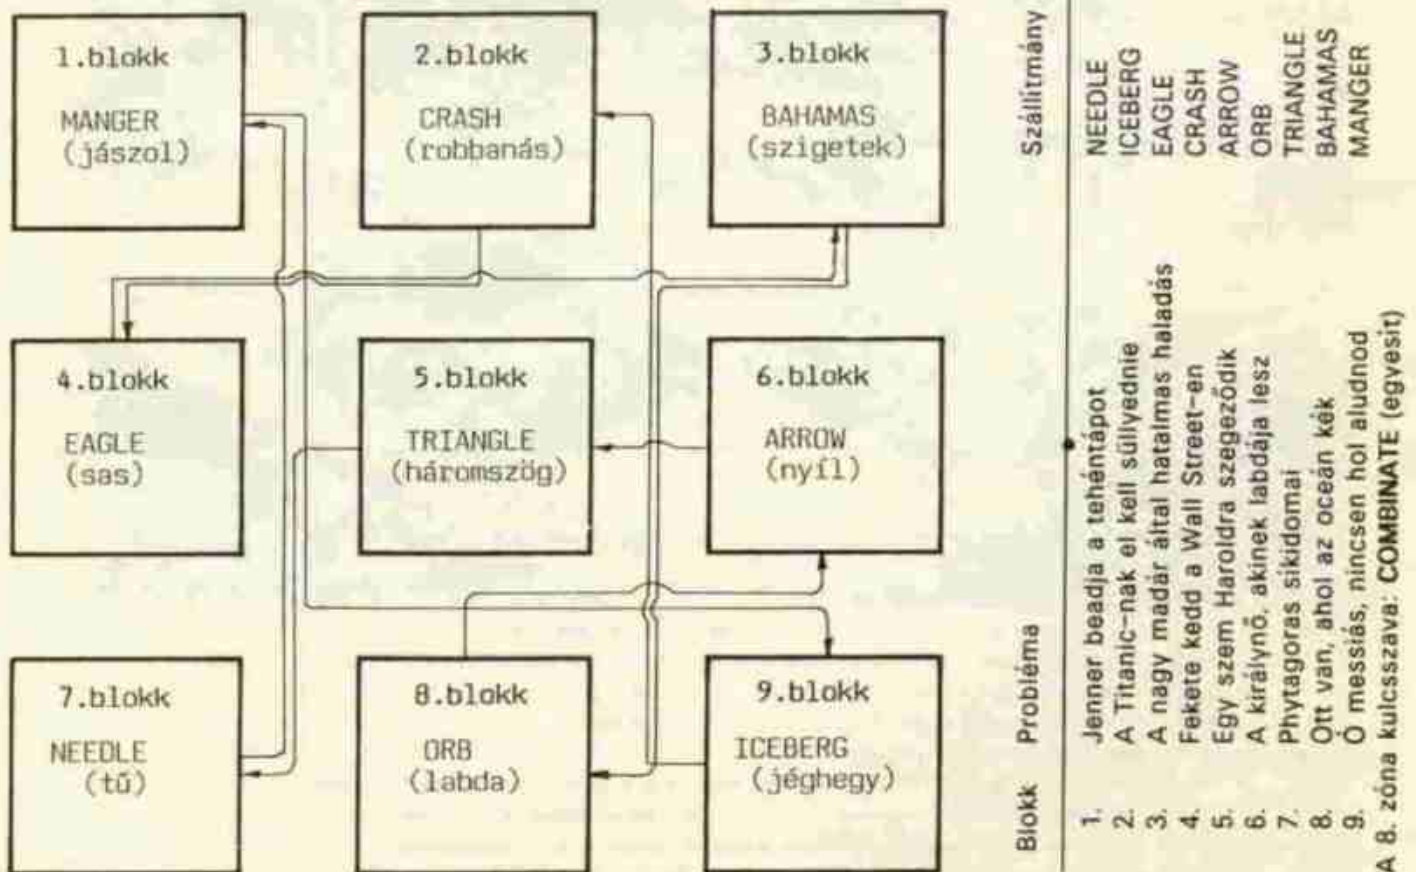 1.blokk
MANGER
(jászol)
2.blokk
CRASH
(robbanás)
3.blokk
BAHAMAS
(szigetek)
4.blokk
EAGLE
(sas)
5.blokk
TRIANGLE
(háromszög)
6.blokk
ARROW
(nyíl)
7.blokk
NEEDLE
(tű)
8.blokk
ORB
(labda)
9.blokk
ICEBERG
(jéghegy)
Blokk Probléma Szállítmány
1. Jenner beadja a tehéntápot NEEDLE
2. A Titanic-nak el kell süllyednie ICEBERG
3. A nagy madár által hatalmas haladás EAGLE
4. Fekete kedd a Wall Street-en CRASH
5. Egy szem Haroldra szegeződik ARROW
6. A királynő, akinek labdája lesz ORB
7. Phytagoras síkidomai TRIANGLE
8. Ott van, ahol az oceán kék BAHAMAS
9. Ó messiás, nincsen hol aludnod MANGER
A 8. zóna kulcsszava: COMBINATE (egyesít)